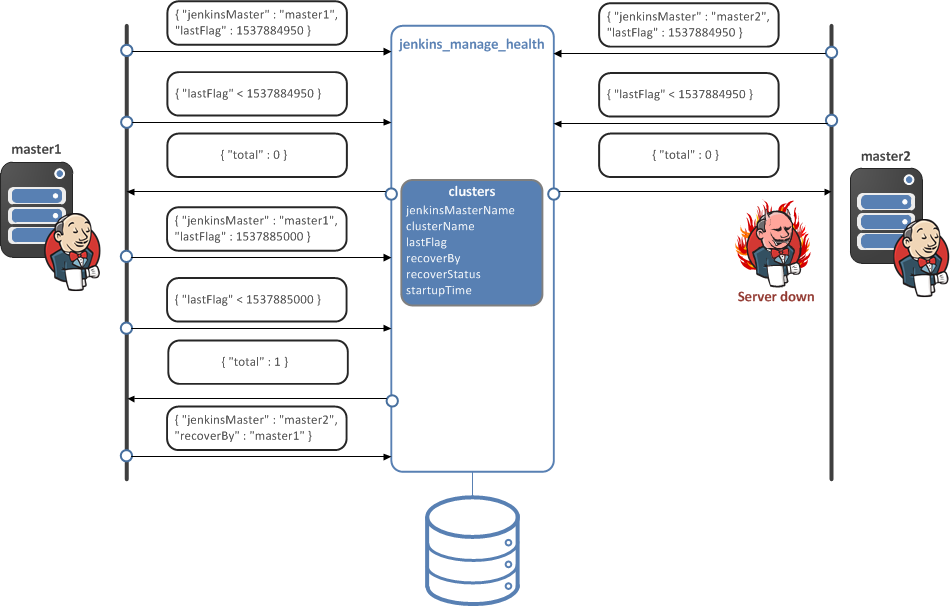 { "jenkinsMaster" : "master1",
"lastFlag" : 1537884950 }
jenkins_manage_health
{ "jenkinsMaster" : "master2",
"lastFlag" : 1537884950 }
{ "lastFlag" < 1537884950 }
{ "lastFlag" < 1537884950 }
master1
{ "total" : 0 }
{ "total" : 0 }
master2
clusters
jenkinsMasterName
clusterName
lastFlag
recoverBy
recoverStatus
startupTime
{ "jenkinsMaster" : "master1",
"lastFlag" : 1537885000 }
Server down
{ "lastFlag" < 1537885000 }
{ "total" : 1 }
{ "jenkinsMaster" : "master2",
"recoverBy" : "master1" }